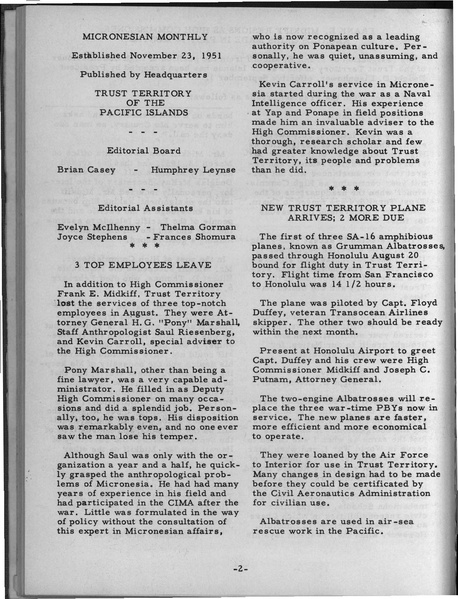 MICRONESIAN MONTHLY
Established November 23, 1951
Published by Headquarters
TRUST TERRITORY
OF THE
PACIFIC ISLANDS
- - -
Editorial Board
Brian Casey - Humphrey Leynse
- - -
Editorial Assistants
Evelyn McIlhenny - Thelma Gorman
Joyce Stephens - Frances Shomura
* * *
3 TOP EMPLOYEES LEAVE
In addition to High Commissioner
Frank E. Midkiff, Trust Territory
lost the services of three top-notch
employees in August. They were At-
torney General H. G. "Pony" Marshall,
Staff Anthropologist Saul Riesenberg,
and Kevin Carroll, special adviser to
the High Commissioner.
Pony Marshall, other than being a
fine lawyer, was a very capable ad-
ministrator. He filled in as Deputy
High Commissioner on many occa-
sions and did a splendid job. Person-
ally, too, he was tops. His disposition
was remarkably even, and no one ever
saw the man lose his temper.
Although Saul was only with the or-
ganization a year and a half, he quick-
ly grasped the anthropological prob-
lems of Micronesia. He had had many
years of experience in his field and
had participated in the CIMA after the
war. Little was formulated in the way
of policy without the consultation of
this expert in Micronesian affairs,
who is now recognized as a leading
authority on Ponapean culture. Per-
sonally, he was quiet, unassuming, and
cooperative.
Kevin Carroll's service in Microne-
sia started during the war as a Naval
Intelligence officer. His experience
at Yap and Ponape in field positions
made him an invaluable adviser to the
High Commissioner. Kevin was a
thorough, research scholar and few
had greater knowledge about Trust
Territory, its people and problems
than he did.
* * *
NEW TRUST TERRITORY PLANE
ARRIVES; 2 MORE DUE
The first of three SA-16 amphibious
planes, known as Grumman Albatrosses,
passed through Honolulu August 20
bound for flight duty in Trust Terri-
tory. Flight time from San Francisco
to Honolulu was 14 1/2 hours.
The plane was piloted by Capt. Floyd
Duffey, veteran Transocean Airlines
skipper. The other two should be ready
within the next month.
Present at Honolulu Airport to greet
Capt. Duffey and his crew were High
Commissioner Midkiff and Joseph C.
Putnam, Attorney General.
The two-engine Albatrosses will re-
place the three war-time PBYs now in
service. The new planes are faster,
more efficient and more economical
to operate.
They were loaned by the Air Force
to Interior for use in Trust Territory.
Many changes in design had to be made
before they could be certificated by
the Civil Aeronautics Administration
for civilian use.
Albatrosses are used in air-sea
rescue work in the Pacific.
-2-